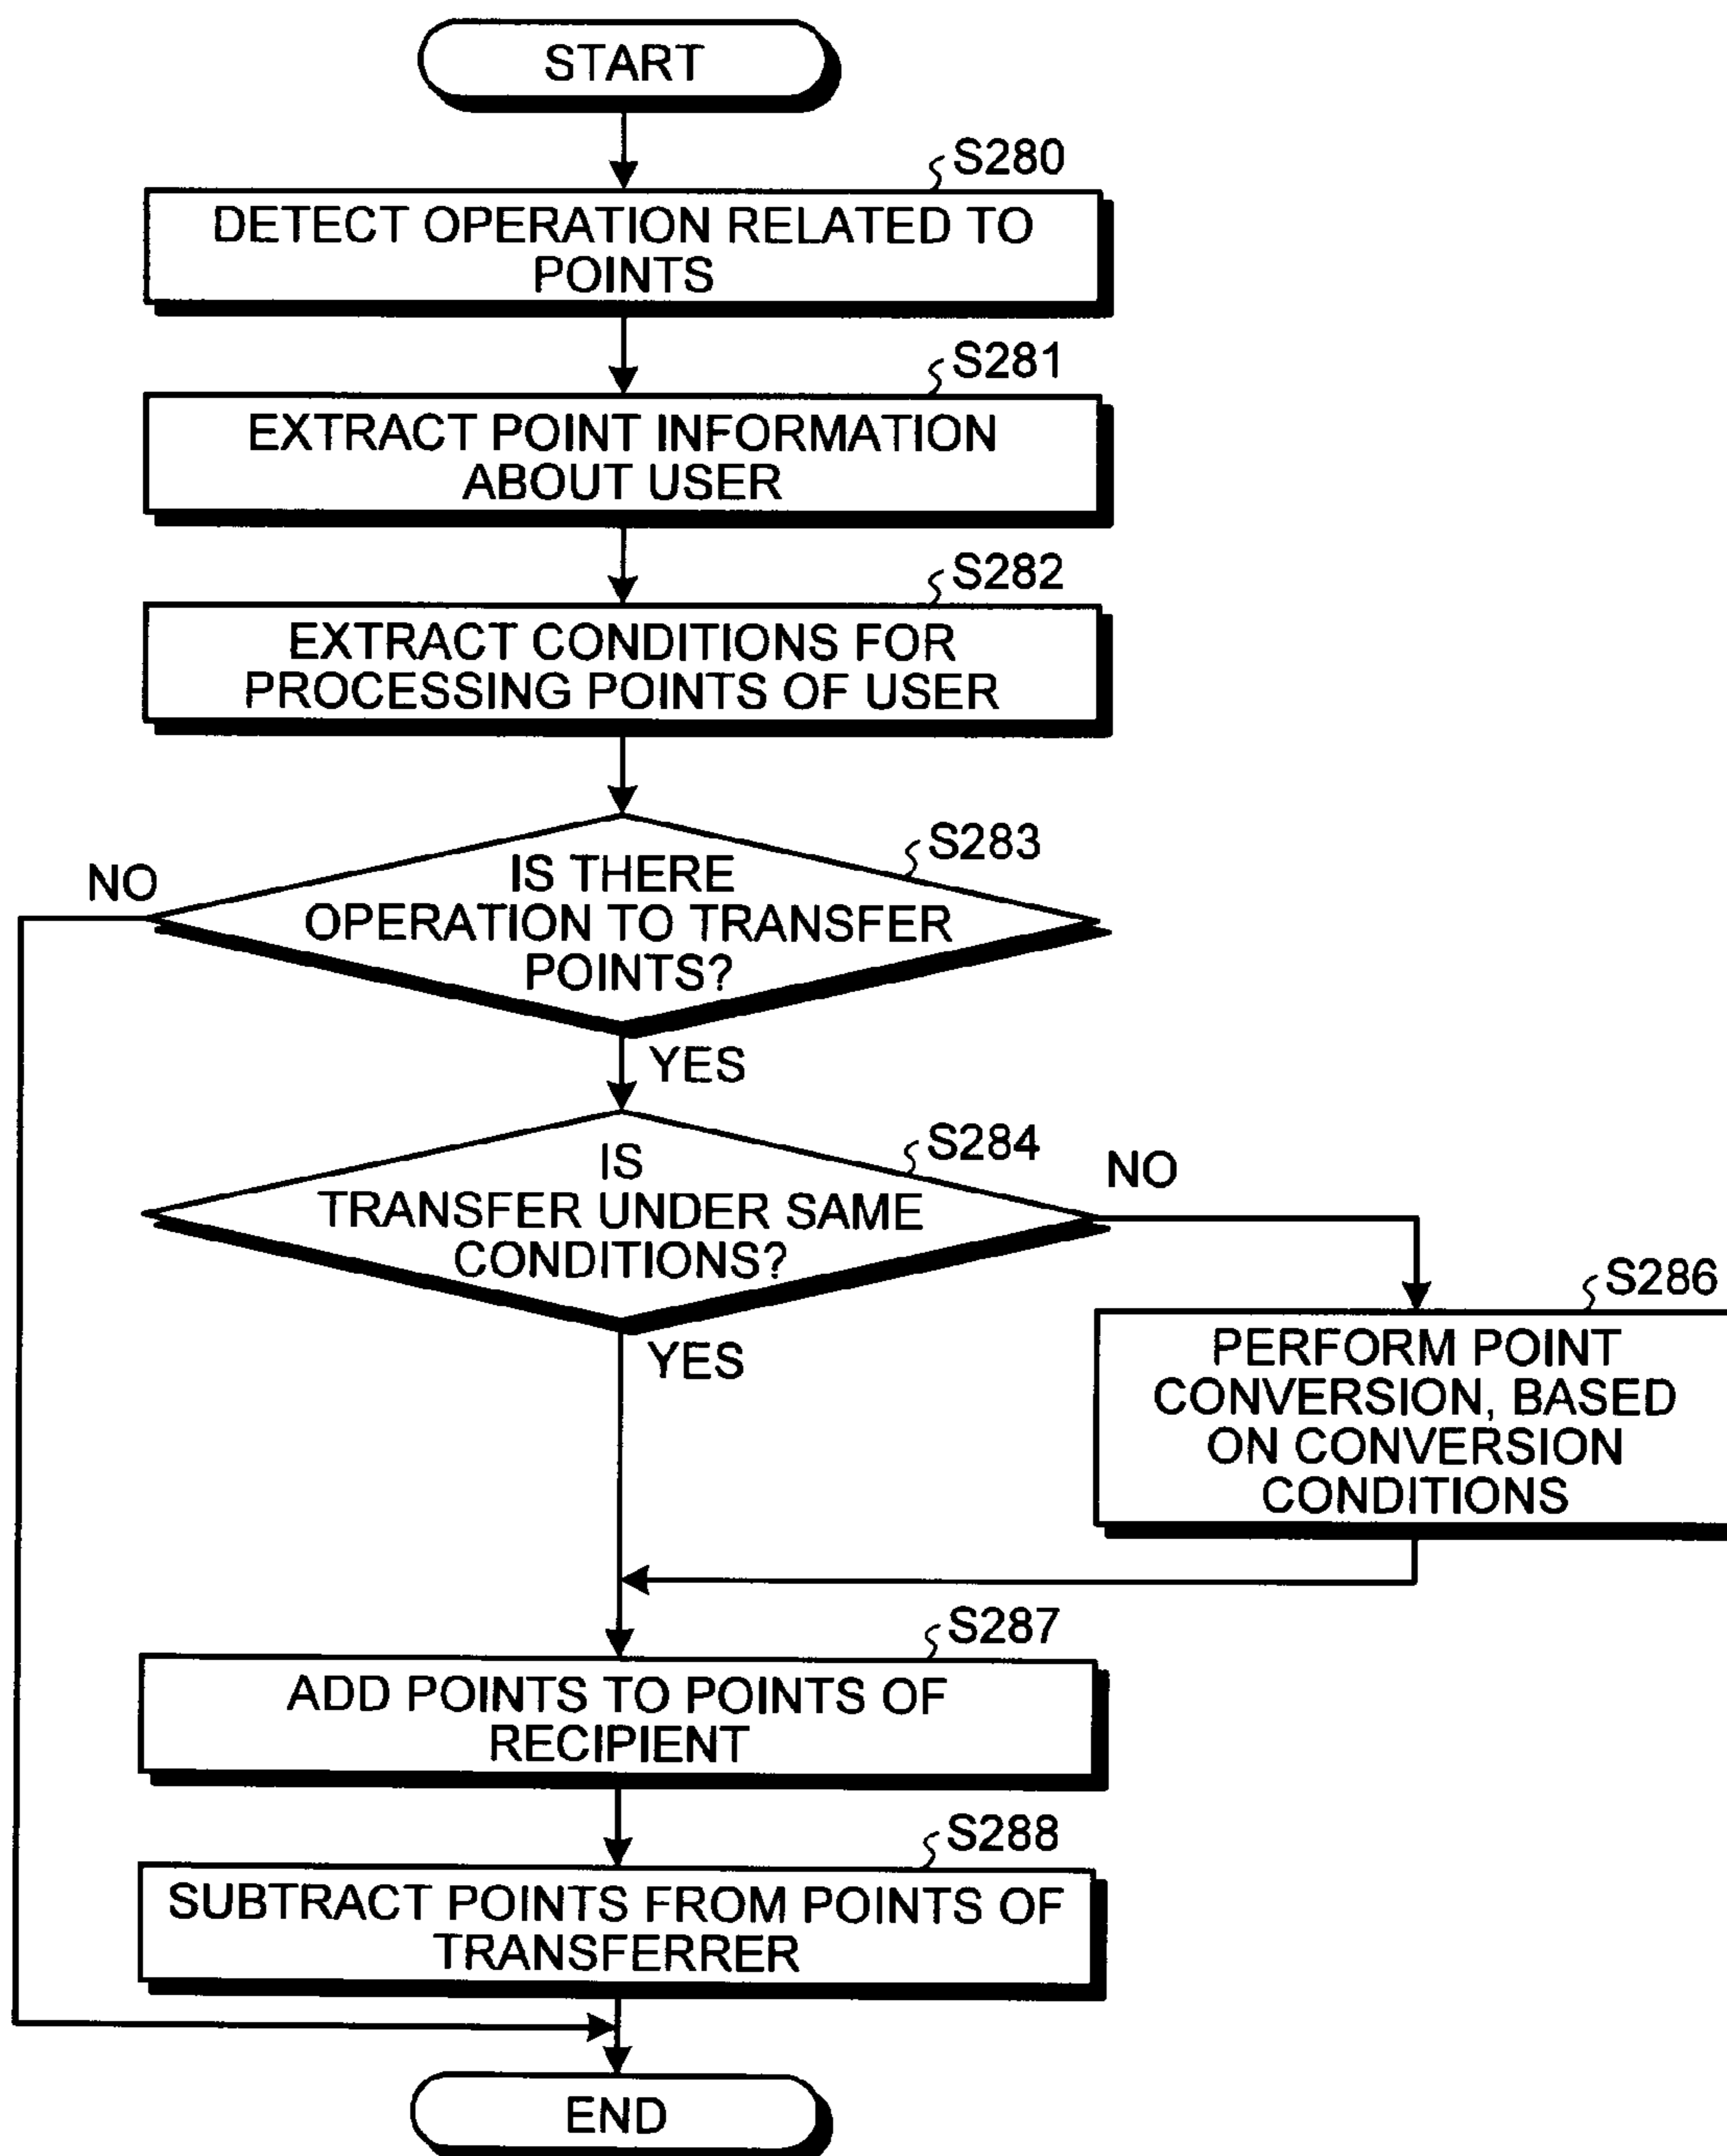 START
S280
DETECT OPERATION RELATED TO
POINTS
S281
EXTRACT POINT INFORMATION
ABOUT USER
S282
EXTRACT CONDITIONS FOR
PROCESSING POINTS OF USER
S283
NO
IS THERE
OPERATION TO TRANSFER
POINTS?
YES
S284
NO
IS
TRANSFER UNDER SAME
CONDITIONS?
YES
S286
PERFORM POINT
CONVERSION, BASED
ON CONVERSION
CONDITIONS
S287
ADD POINTS TO POINTS OF
RECIPIENT
S288
SUBTRACT POINTS FROM POINTS OF
TRANSFERRER
END